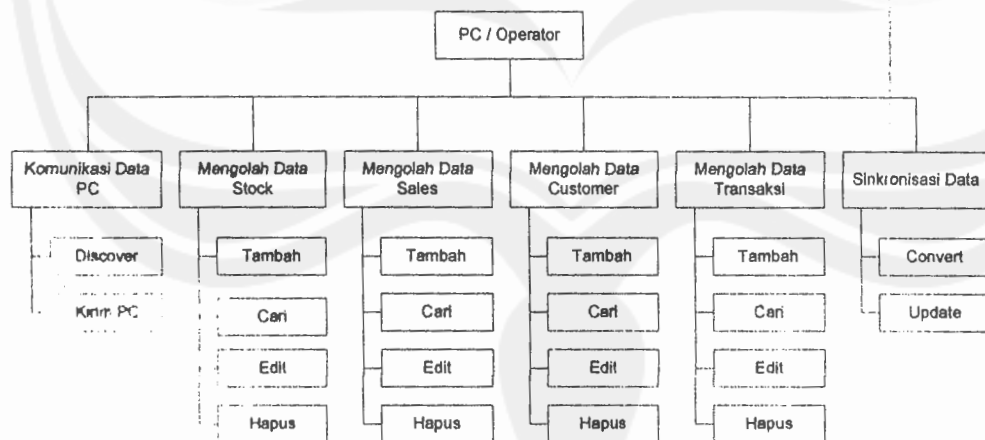 PC / Operator
Komunikasi Data
PC
Mengolah Data
Stock
Mengolah Data
Sales
Mengolah Data
Customer
Mengolah Data
Transaksi
Sinkronisasi Data
Discover
Tambah
Tambah
Tambah
Tambah
Convert
Kirim PC
Cari
Cari
Cari
Cari
Update
Edit
Edit
Edit
Edit
Hapus
Hapus
Hapus
Hapus